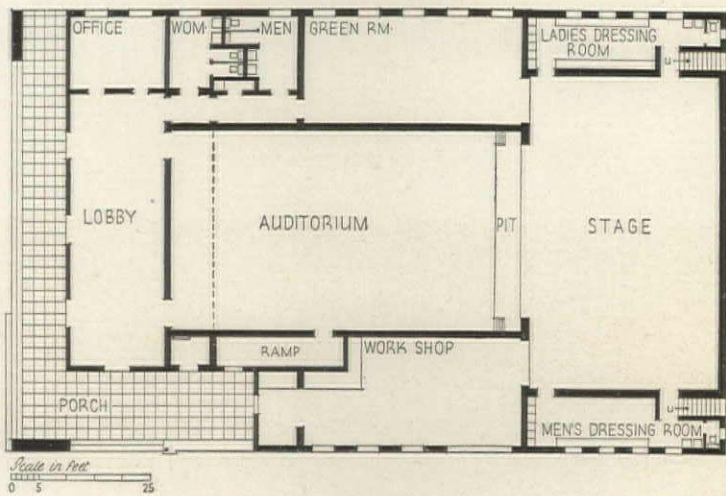 OFFICE
WOM.
MEN
GREEN RM.
LADIES DRESSING
ROOM
U
LOBBY
AUDITORIUM
PIT
STAGE
RAMP
WORK SHOP
PORCH
U
MEN'S DRESSING ROOM
Scale in feet
0 5 25